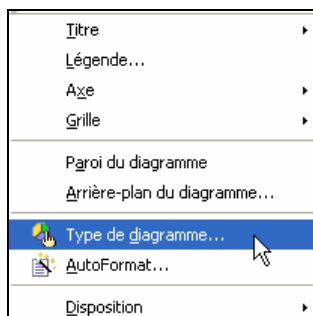 Titre
Légende...
Axe
Grille
Paroi du diagramme
Arrière-plan du diagramme...
Type de diagramme...
AutoFormat...
Disposition